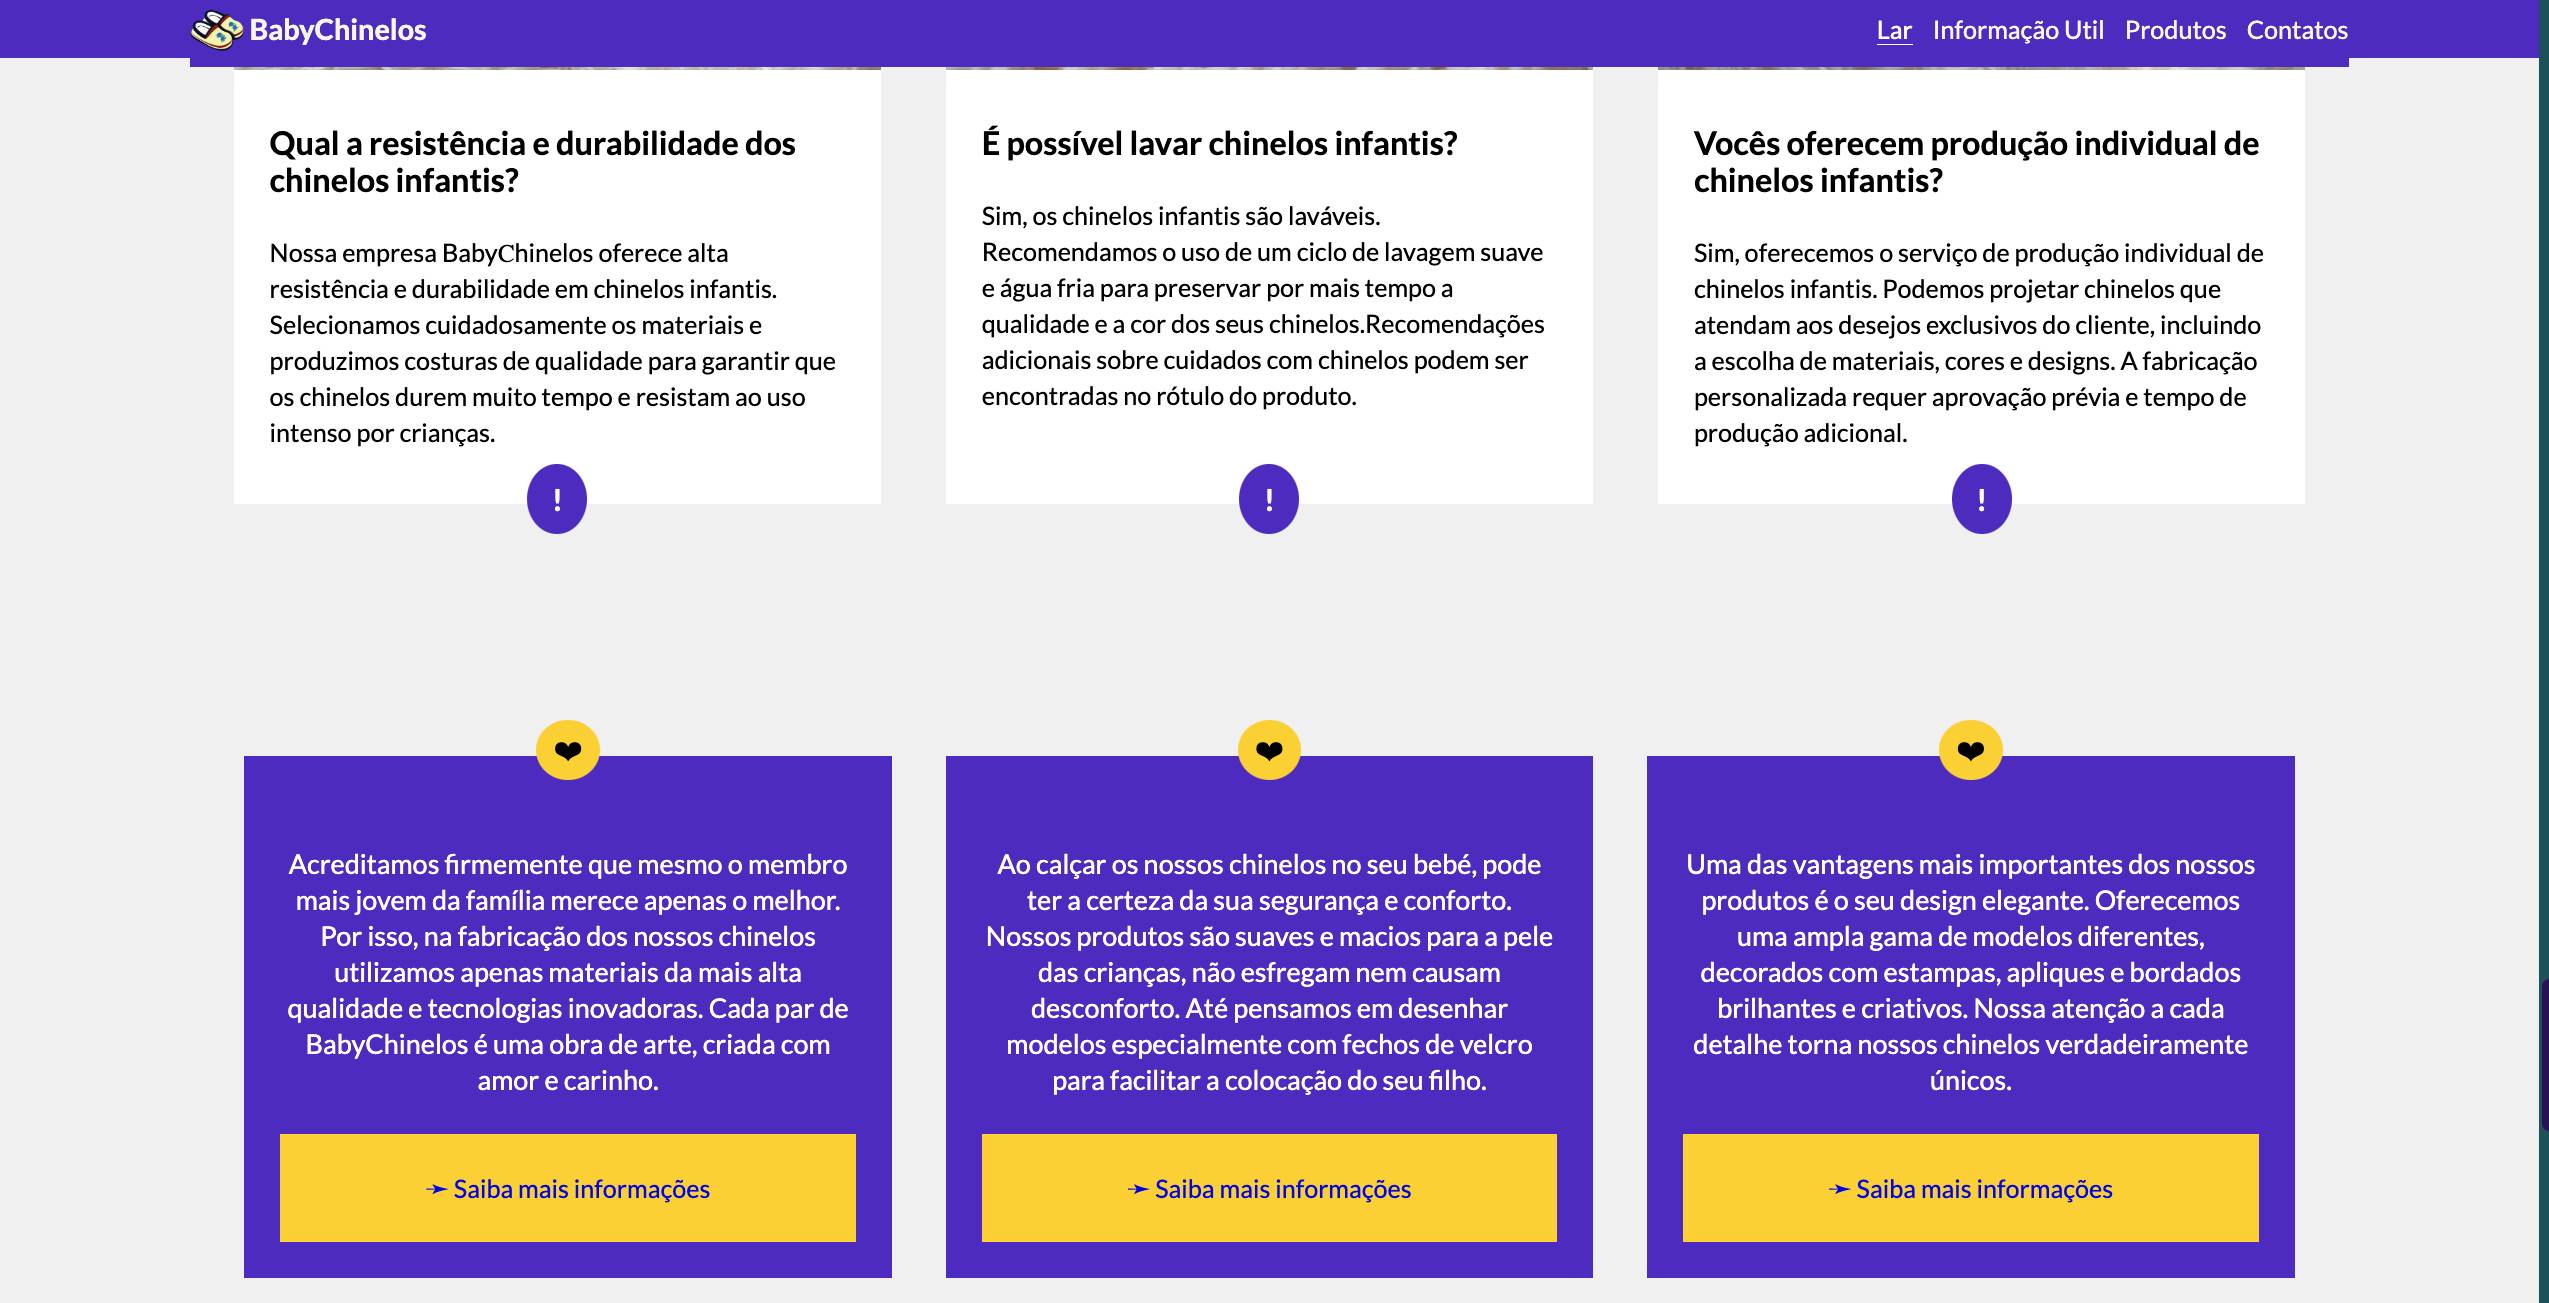 BabyChinelos
Lar Informação Util Produtos Contatos
Qual a resistência e durabilidade dos
chinelos infantis?
Nossa empresa BabyChinelos oferece alta
resistência e durabilidade em chinelos infantis.
Selecionamos cuidadosamente os materiais e
produzimos costuras de qualidade para garantir que
os chinelos durem muito tempo e resistam ao uso
intenso por crianças.
!
É possível lavar chinelos infantis?
Sim, os chinelos infantis são laváveis.
Recomendamos o uso de um ciclo de lavagem suave
e água fria para preservar por mais tempo a
qualidade e a cor dos seus chinelos.Recomendações
adicionais sobre cuidados com chinelos podem ser
encontradas no rótulo do produto.
!
Vocês oferecem produção individual de
chinelos infantis?
Sim, oferecemos o serviço de produção individual de
chinelos infantis. Podemos projetar chinelos que
atendam aos desejos exclusivos do cliente, incluindo
a escolha de materiais, cores e designs. A fabricação
personalizada requer aprovação prévia e tempo de
produção adicional.
!
❤
Acreditamos firmemente que mesmo o membro
mais jovem da família merece apenas o melhor.
Por isso, na fabricação dos nossos chinelos
utilizamos apenas materiais da mais alta
qualidade e tecnologias inovadoras. Cada par de
BabyChinelos é uma obra de arte, criada com
amor e carinho.
➛ Saiba mais informações
❤
Ao calçar os nossos chinelos no seu bebé, pode
ter a certeza da sua segurança e conforto.
Nossos produtos são suaves e macios para a pele
das crianças, não esfregam nem causam
desconforto. Até pensamos em desenhar
modelos especialmente com fechos de velcro
para facilitar a colocação do seu filho.
➛ Saiba mais informações
❤
Uma das vantagens mais importantes dos nossos
produtos é o seu design elegante. Oferecemos
uma ampla gama de modelos diferentes,
decorados com estampas, apliques e bordados
brilhantes e criativos. Nossa atenção a cada
detalhe torna nossos chinelos verdadeiramente
únicos.
➛ Saiba mais informações